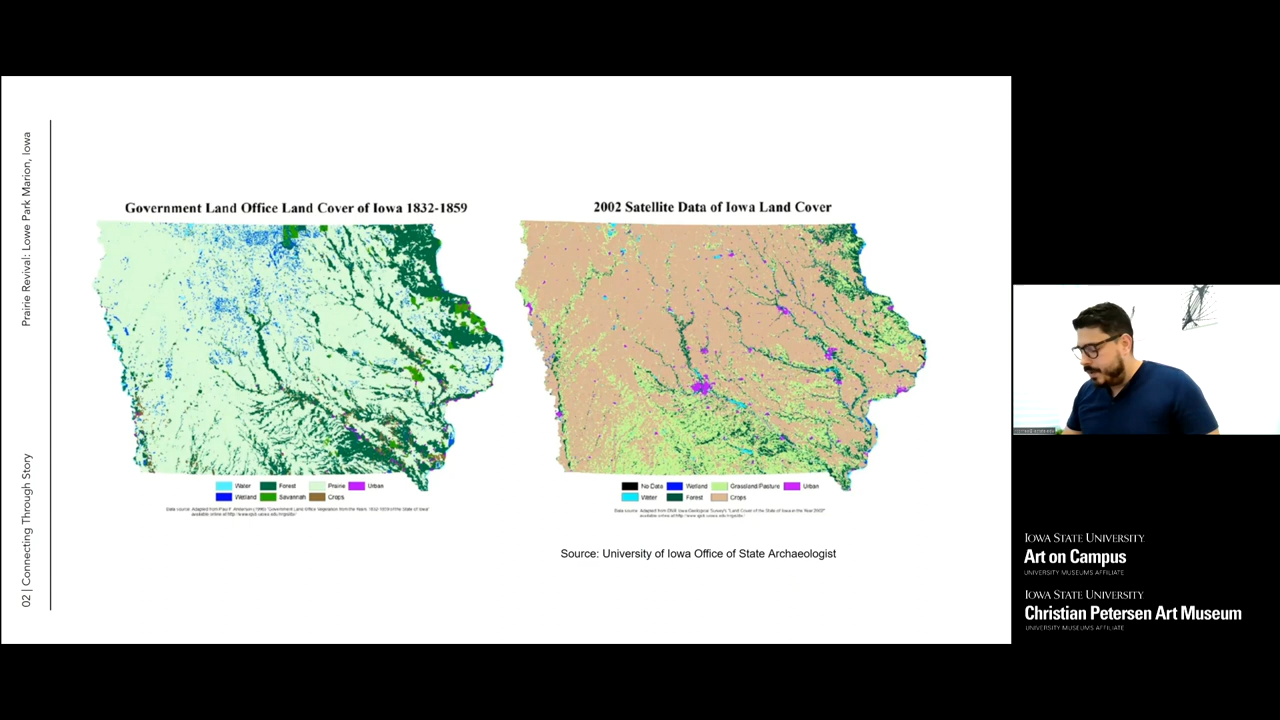 Prairie Revival: Lowe Park Marion, Iowa
02 | Connecting Through Story
Government Land Office Land Cover of Iowa 1832-1859
Water
Forest
Prairie
Urban
Wetland
Savannah
Crops
2002 Satellite Data of Iowa Land Cover
No Data
Wetland
Grassland/Pasture
Urban
Water
Forest
Crops
Source: University of Iowa Office of State Archaeologist
IOWA STATE UNIVERSITY
Art on Campus
UNIVERSITY MUSEUMS AFFILIATE
IOWA STATE UNIVERSITY
Christian Petersen Art Museum
UNIVERSITY MUSEUMS AFFILIATE